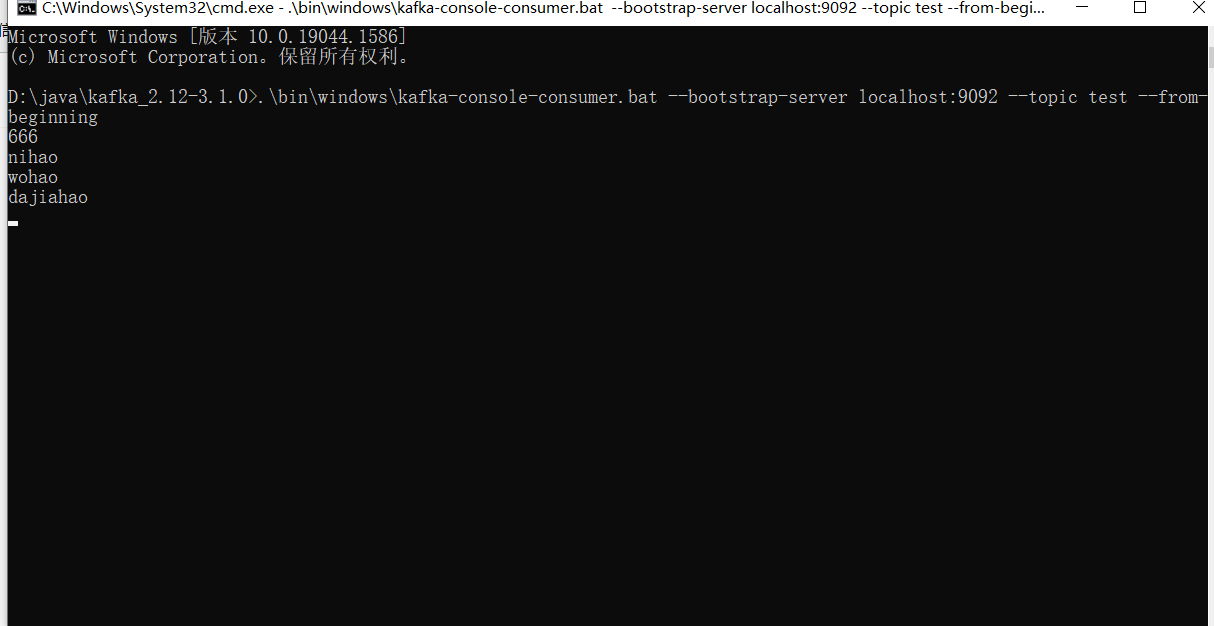 C:\Windows\System32\cmd.exe - .\bin\windows\kafka-console-consumer.bat  --bootstrap-server localhost:9092 --topic test --from-begi...
Microsoft Windows [版本 10.0.19044.1586]
(c) Microsoft Corporation。保留所有权利。
D:\java\kafka_2.12-3.1.0>.\bin\windows\kafka-console-consumer.bat --bootstrap-server localhost:9092 --topic test --from-
beginning
666
nihao
wohao
dajiahao